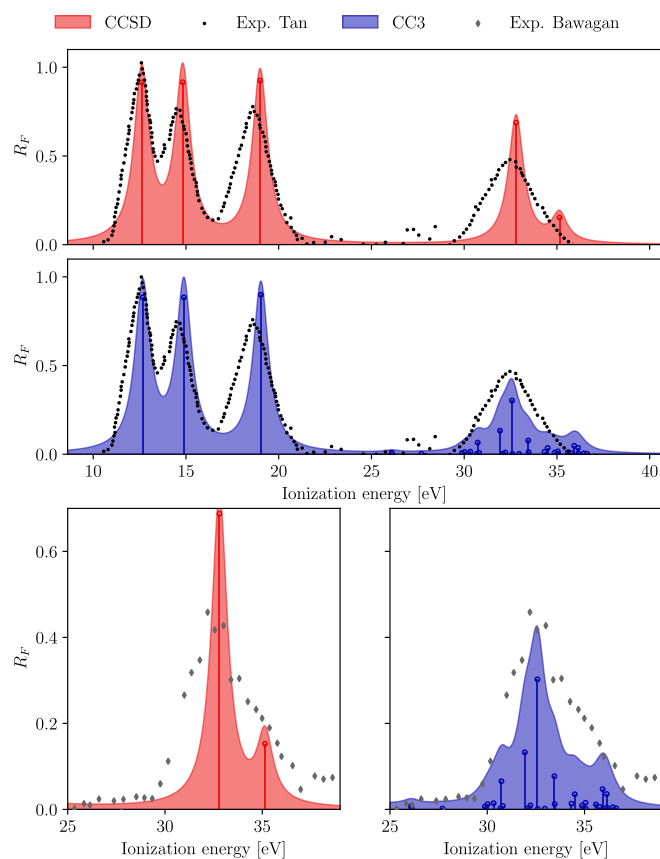 CCSD Exp. Tan CC3 Exp. Bawagan
1.0
R_F
0.5
0.0
1.0
R_F
0.5
0.0
10 15 20 25 30 35 40
Ionization energy [eV]
0.6
R_F
0.4
0.2
0.0
25 30 35 25 30 35
Ionization energy [eV] Ionization energy [eV]